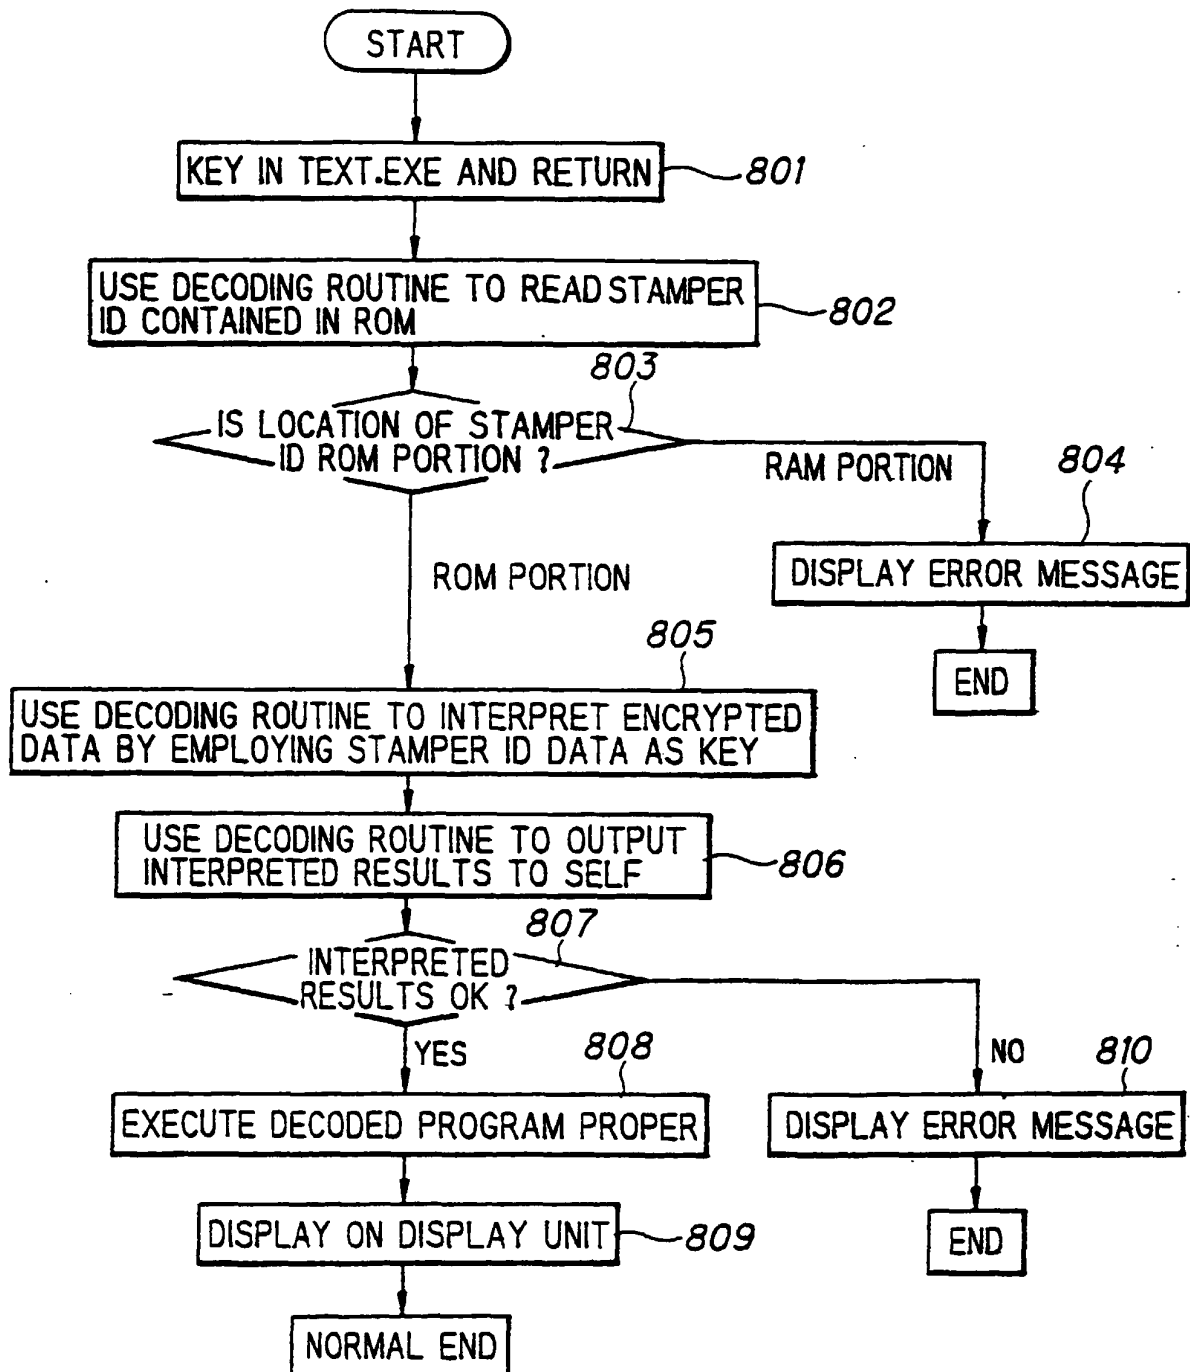 START
KEY IN TEXT.EXE AND RETURN
801
USE DECODING ROUTINE TO READ STAMPER
ID CONTAINED IN ROM
802
803
IS LOCATION OF STAMPER
ID ROM PORTION ?
RAM PORTION
804
DISPLAY ERROR MESSAGE
END
ROM PORTION
805
USE DECODING ROUTINE TO INTERPRET ENCRYPTED
DATA BY EMPLOYING STAMPER ID DATA AS KEY
USE DECODING ROUTINE TO OUTPUT
INTERPRETED RESULTS TO SELF
806
807
INTERPRETED
RESULTS OK ?
YES
NO
808
EXECUTE DECODED PROGRAM PROPER
810
DISPLAY ERROR MESSAGE
DISPLAY ON DISPLAY UNIT
809
END
NORMAL END